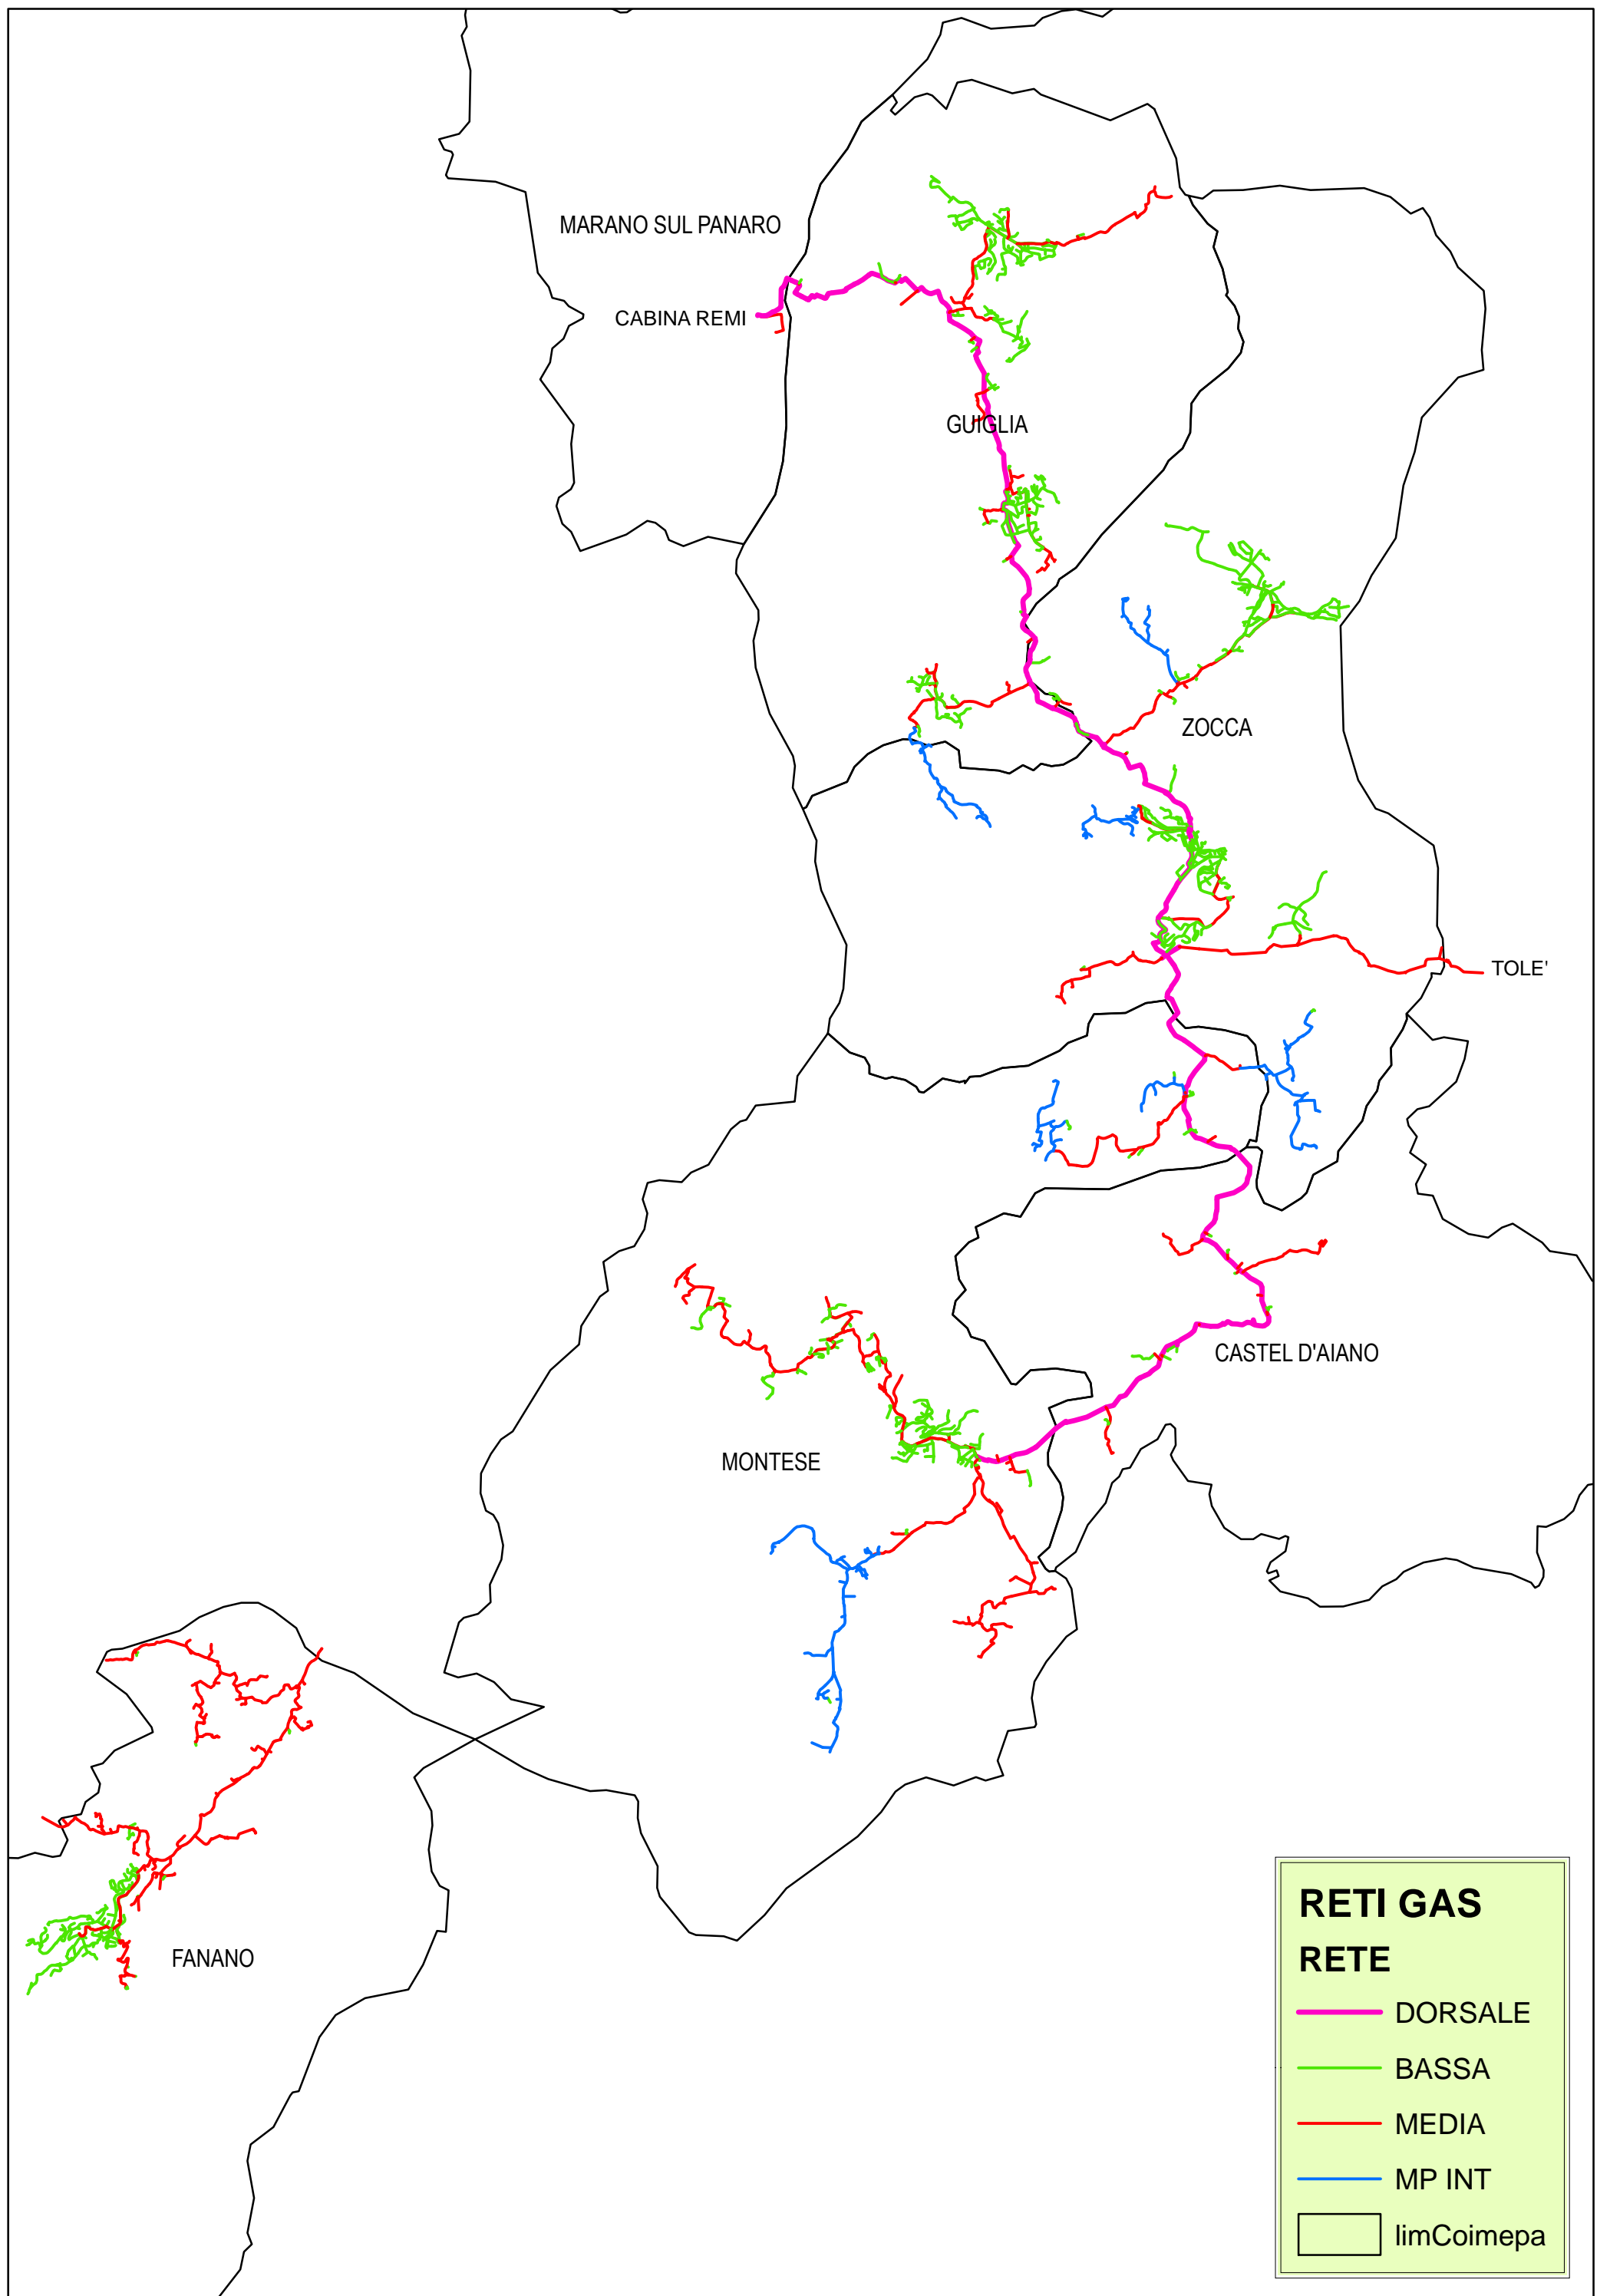 MARANO SUL PANARO
CABINA REMI
GUIGLIA
ZOCCA
TOLE'
CASTEL D'AIANO
MONTESE
FANANO
RETI GAS
RETE
DORSALE
BASSA
MEDIA
MP INT
limCoimepa